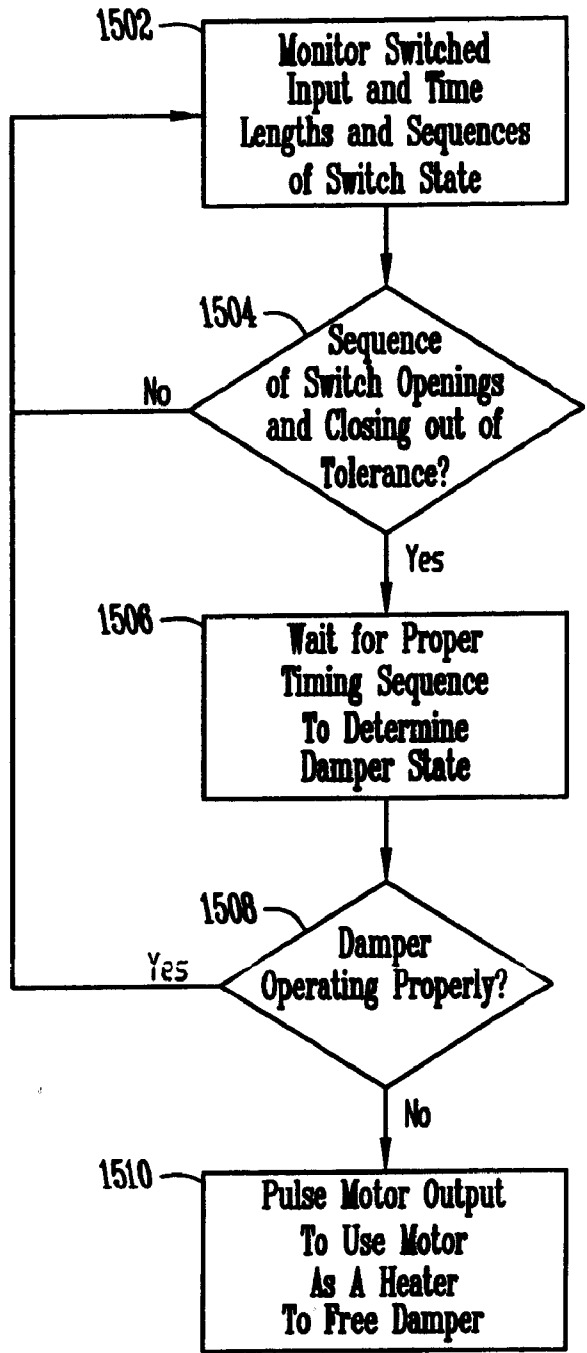 1502
Monitor Switched
Input and Time
Lengths and Sequences
of Switch State
1504
Sequence
of Switch Openings
and Closing out of
Tolerance?
No
Yes
1506
Wait for Proper
Timing Sequence
To Determine
Damper State
1508
Damper
Operating Properly?
Yes
No
1510
Pulse Motor Output
To Use Motor
As A Heater
To Free Damper